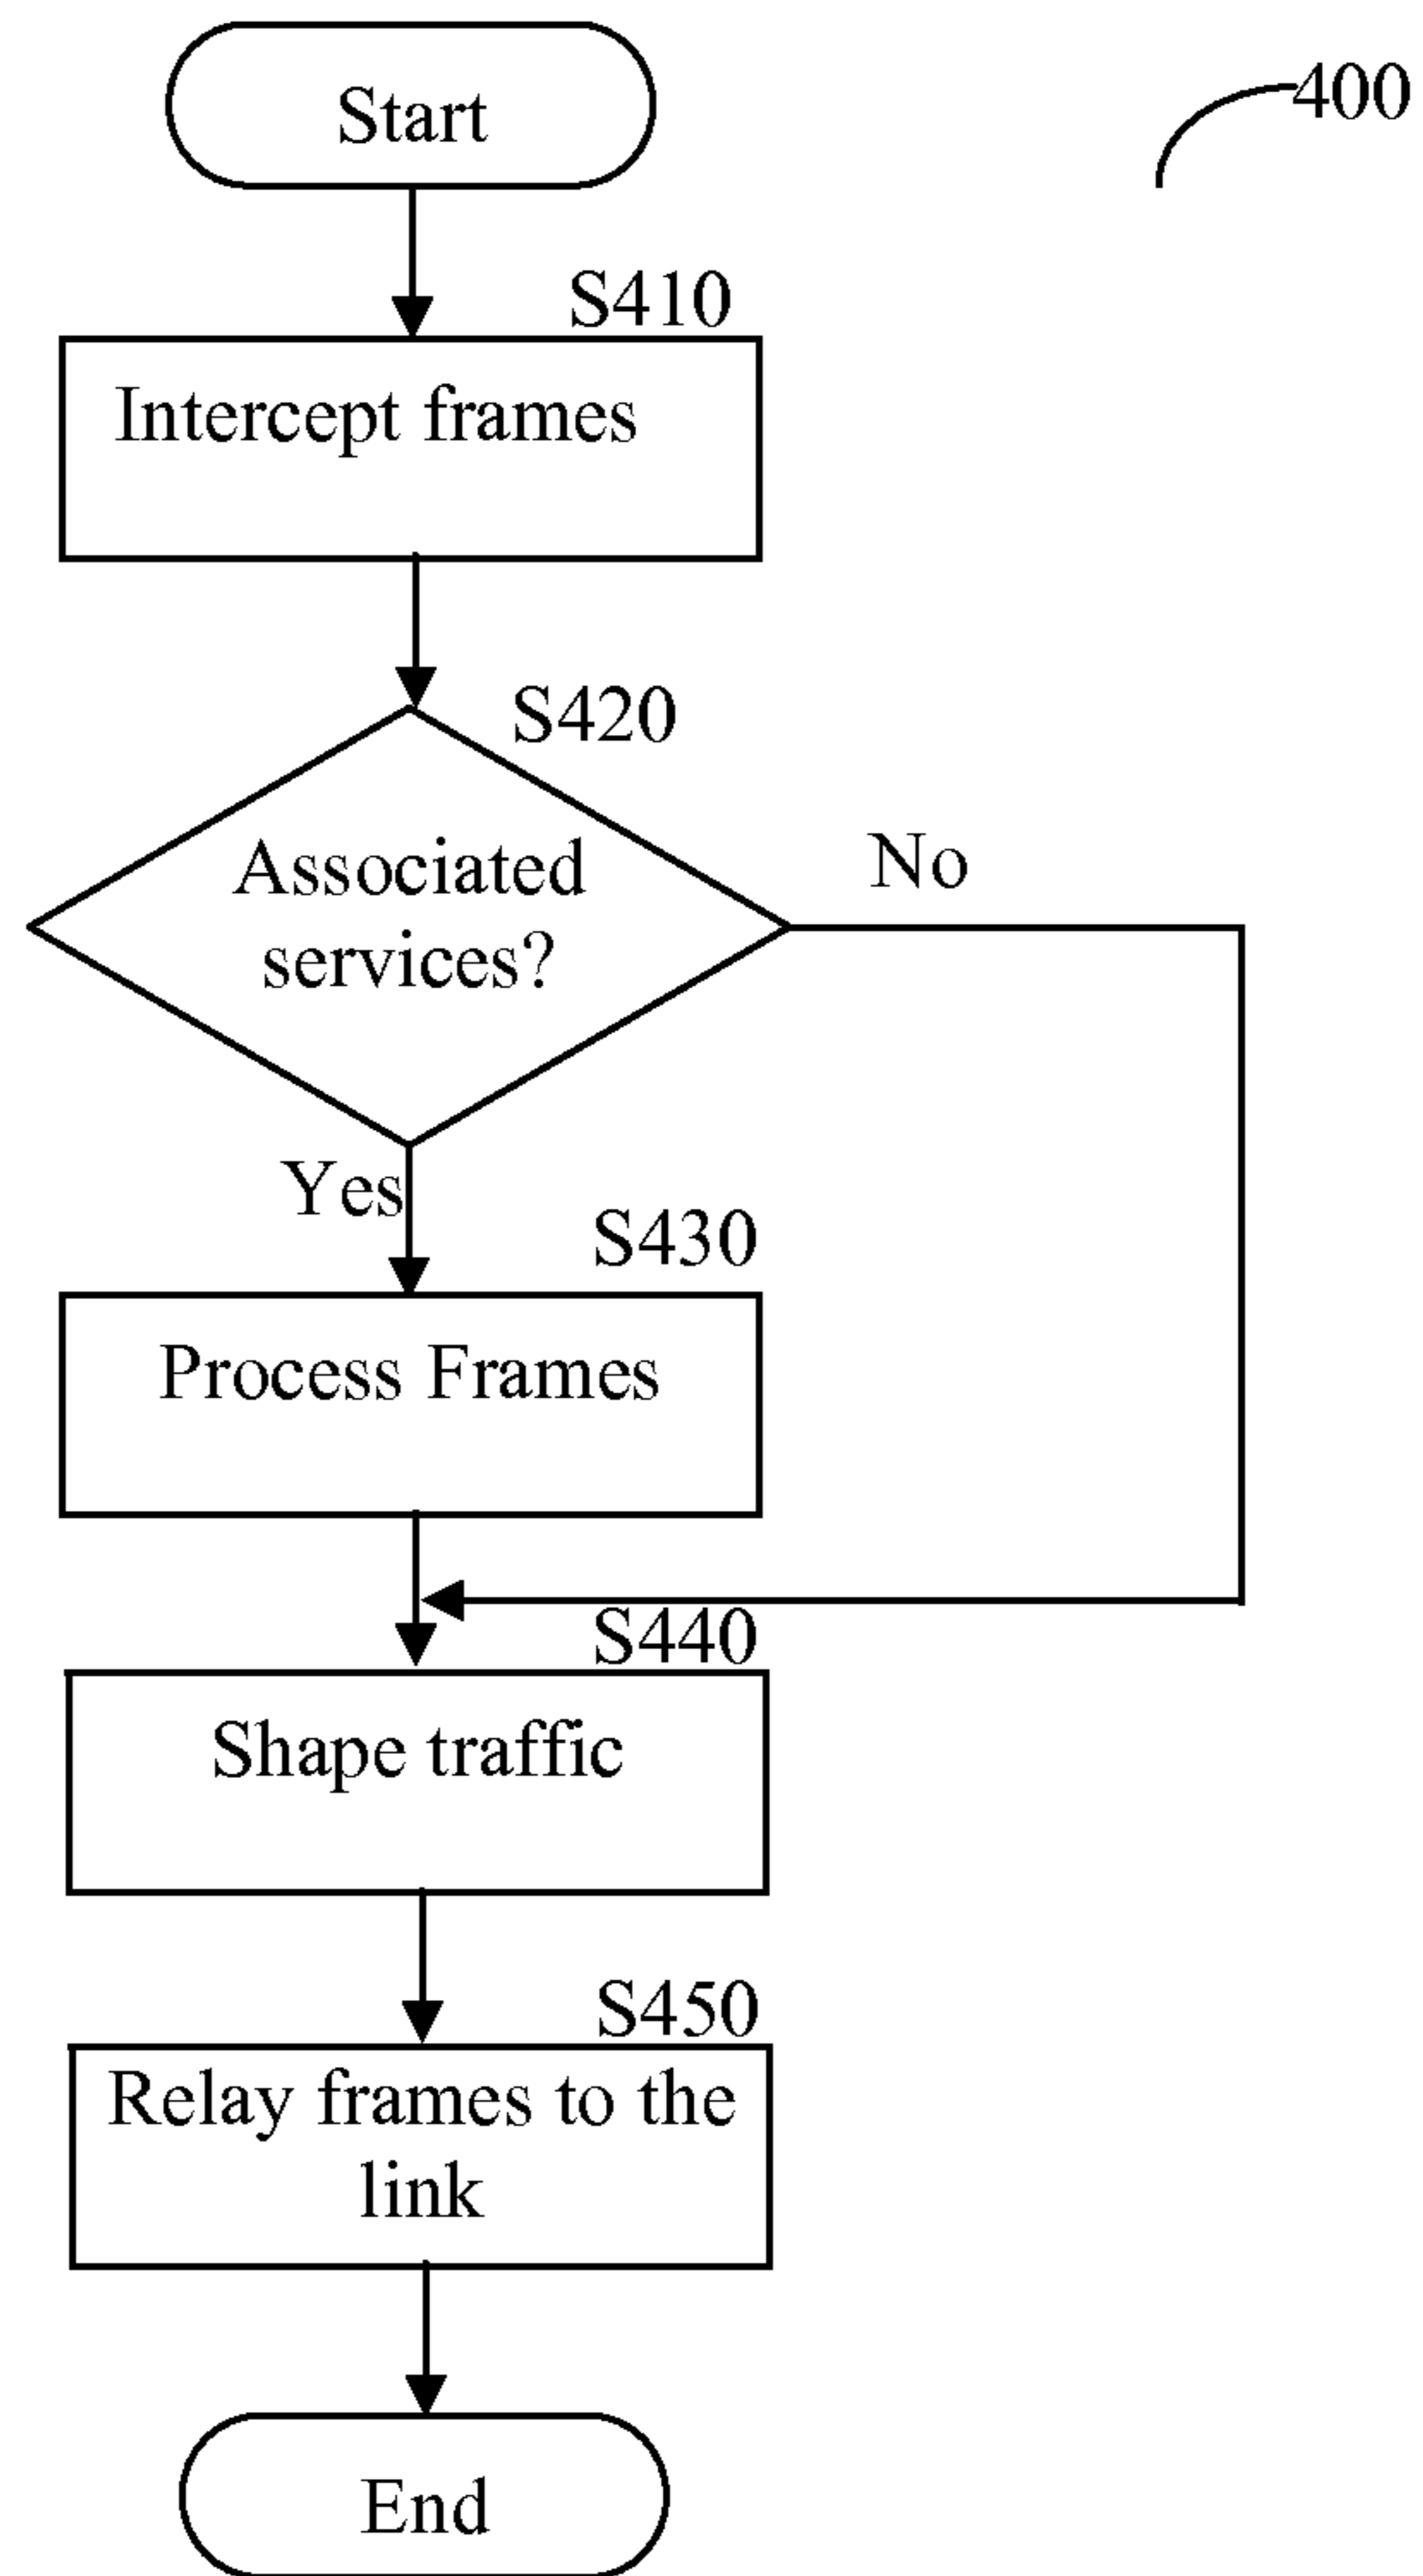 Start
400
S410
Intercept frames
S420
Associated
services?
No
Yes
S430
Process Frames
S440
Shape traffic
S450
Relay frames to the
link
End